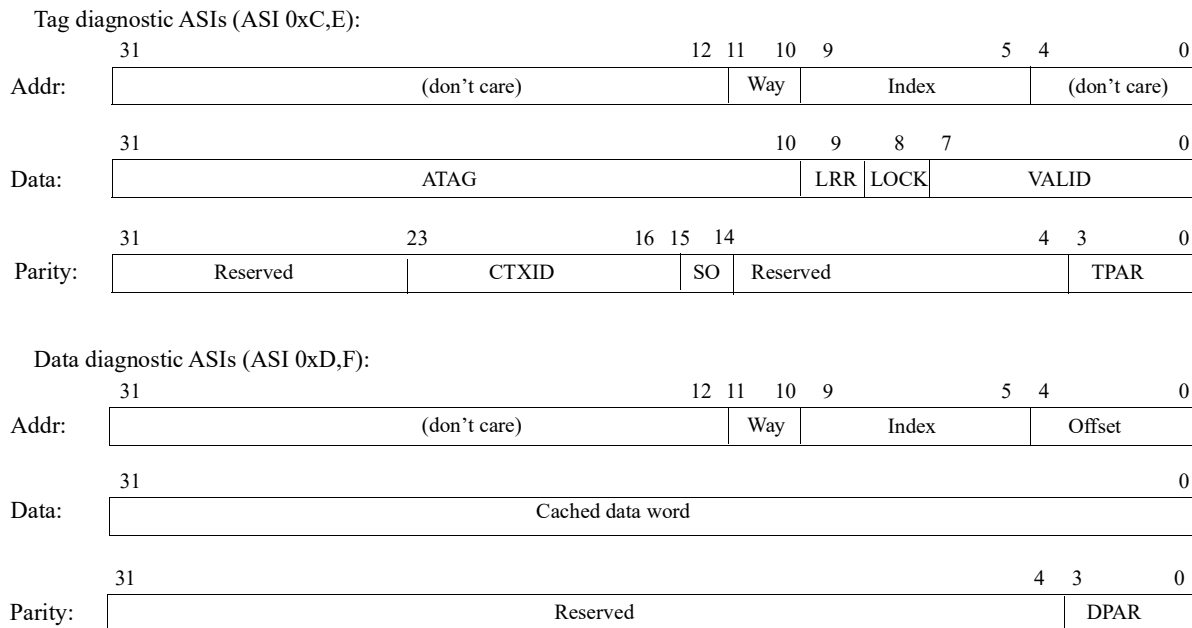 Tag diagnostic ASIs (ASI 0xC,E):
31 12 11 10 9 5 4 0
Addr: (don’t care) Way Index (don’t care)
31 10 9 8 7 0
Data: ATAG LRR LOCK VALID
31 23 16 15 14 4 3 0
Parity: Reserved CTXID SO Reserved TPAR
Data diagnostic ASIs (ASI 0xD,F):
31 12 11 10 9 5 4 0
Addr: (don’t care) Way Index Offset
31 0
Data: Cached data word
31 4 3 0
Parity: Reserved DPAR